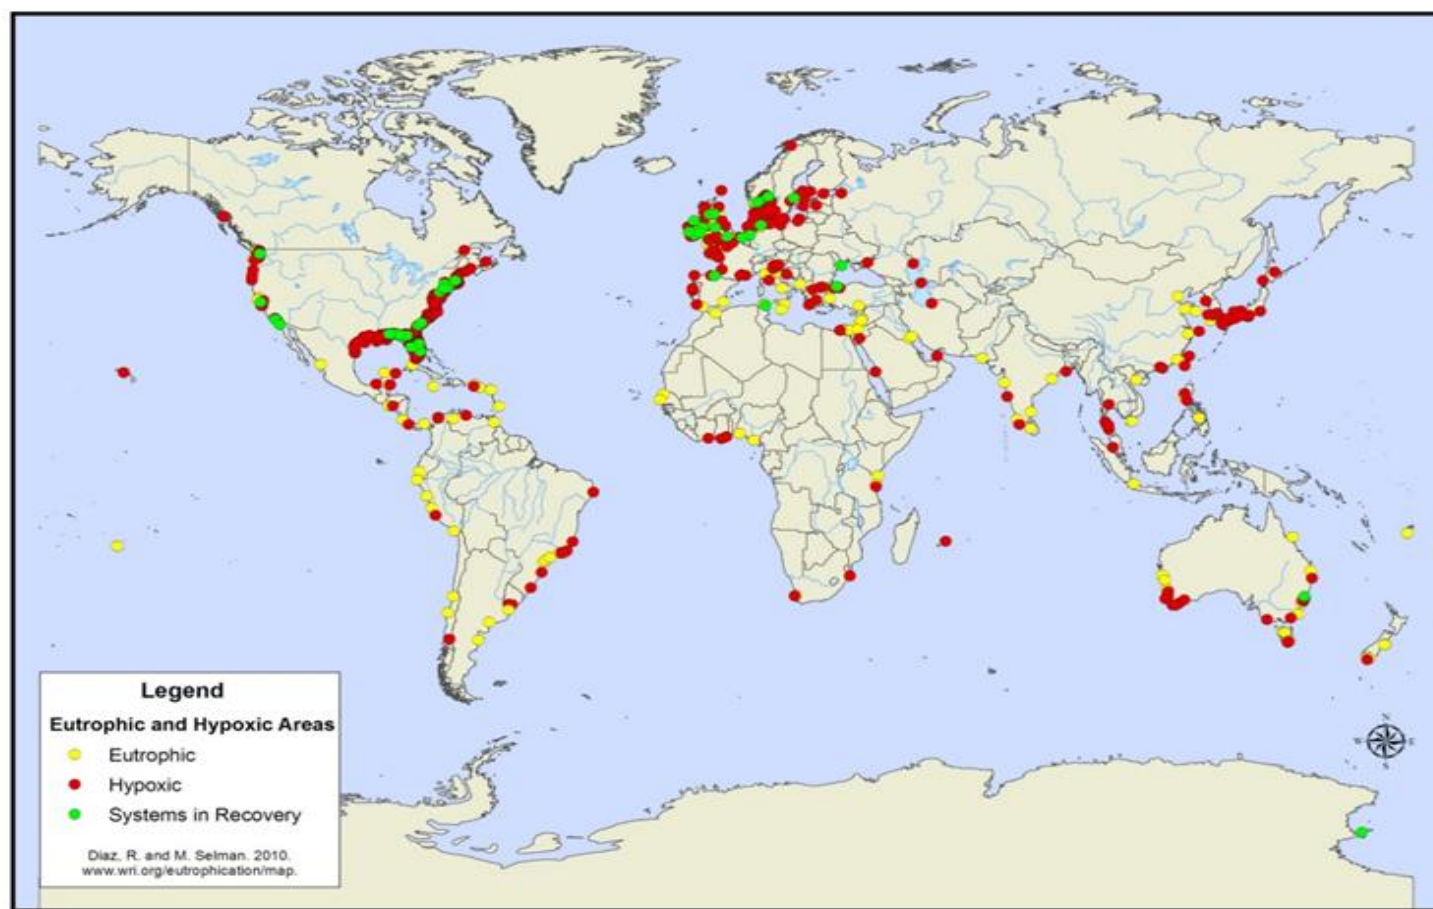 Legend
Eutrophic and Hypoxic Areas
Eutrophic
Hypoxic
Systems in Recovery
Diaz, R. and M. Selman. 2010.
www.wri.org/eutrophication/map.
N
S